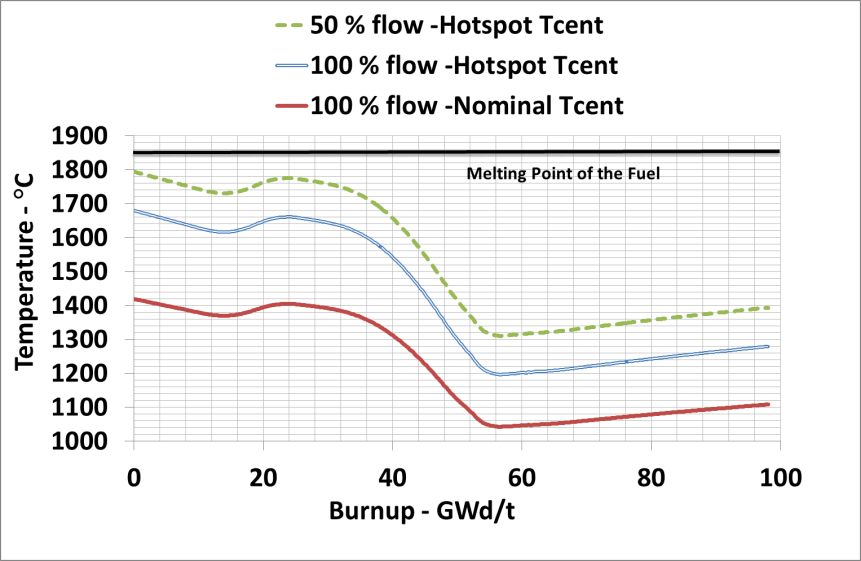 50 % flow -Hotspot Tcent
100 % flow -Hotspot Tcent
100 % flow -Nominal Tcent
1900
1800
1700
1600
1500
1400
1300
1200
1100
1000
Temperature - °C
Melting Point of the Fuel
0 20 40 60 80 100
Burnup - GWd/t